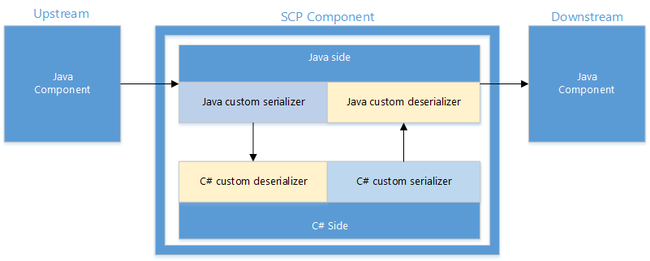 Upstream
SCP Component
Downstream
Java side
Java
Component
Java custom serializer
Java custom deserializer
Java
Component
C# custom deserializer
C# custom serializer
C# Side